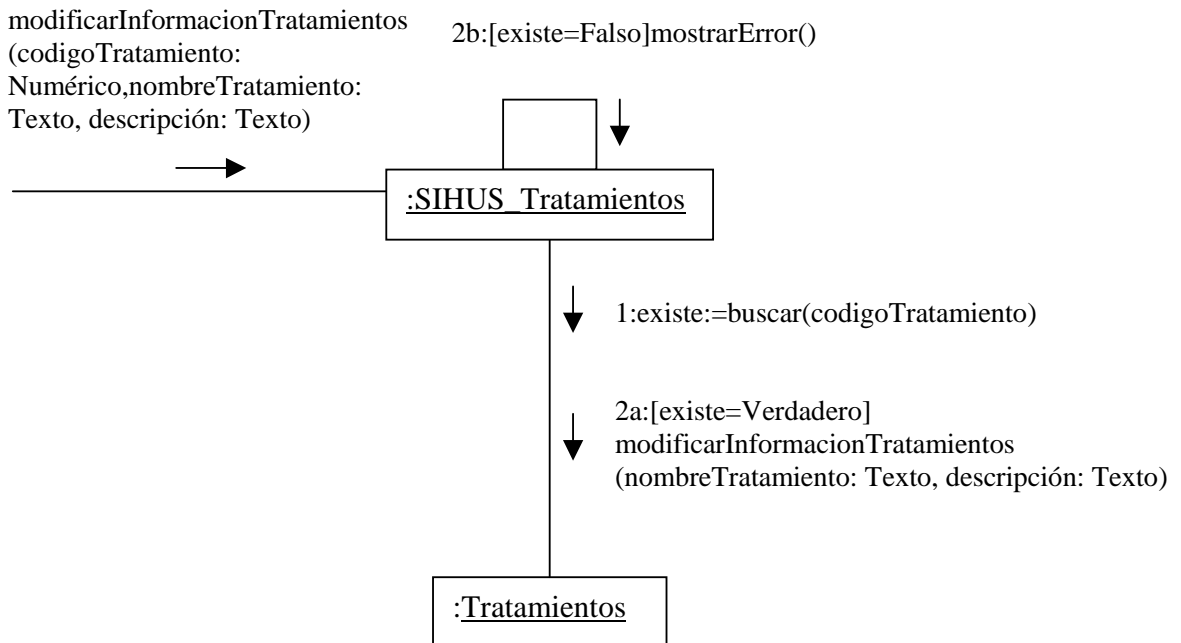 modificarInformacionTratamientos
(codigoTratamiento:
Numérico,nombreTratamiento:
Texto, descripción: Texto)
2b:[existe=Falso]mostrarError()
:SIHUS_Tratamientos
1:existe:=buscar(codigoTratamiento)
2a:[existe=Verdadero]
modificarInformacionTratamientos
(nombreTratamiento: Texto, descripción: Texto)
:Tratamientos